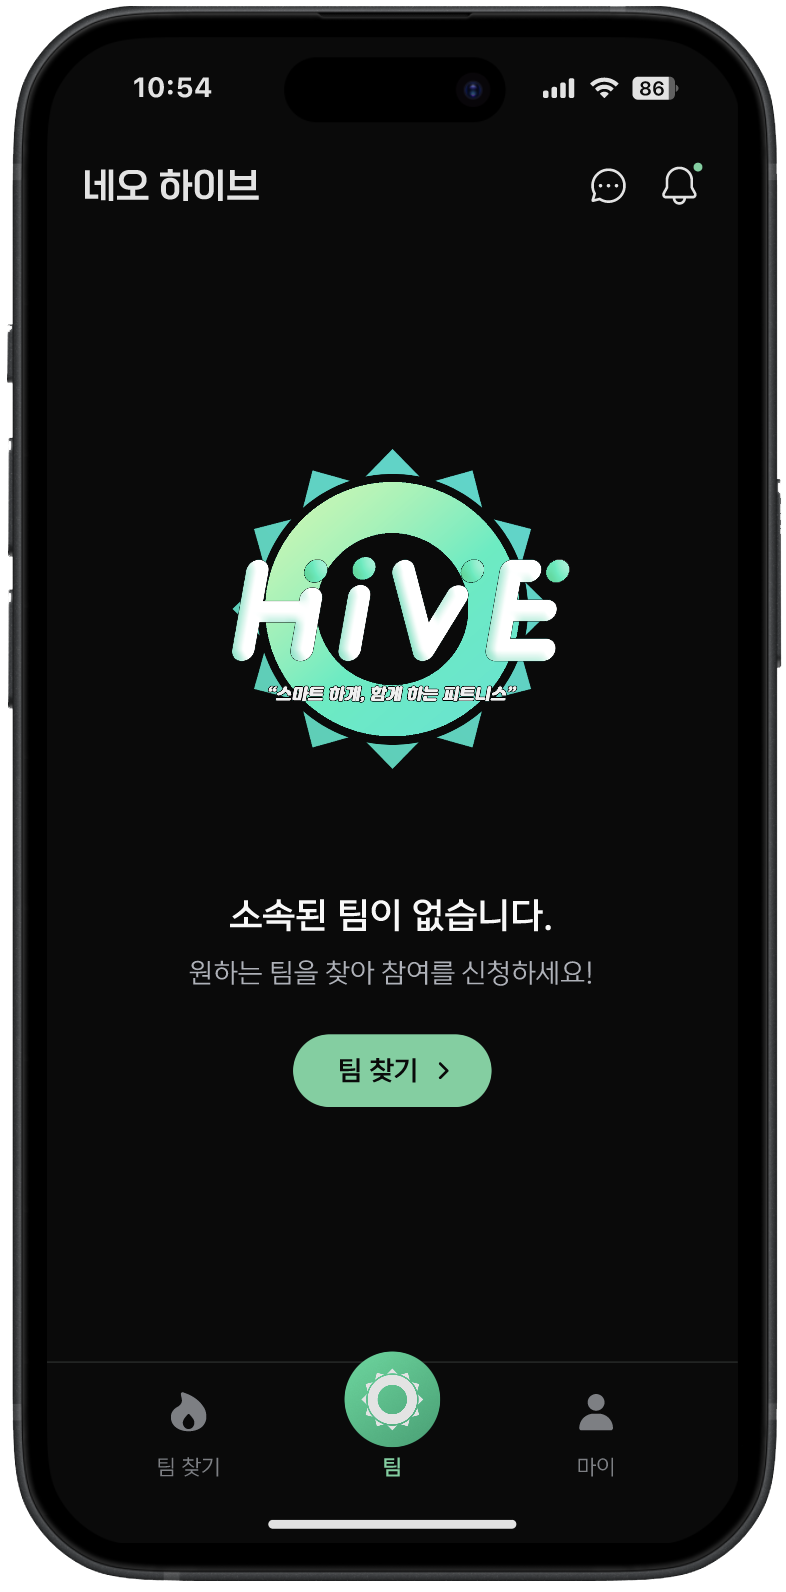 10:54
86
네오 하이브
HiVE
“스마트 하게, 함께 하는 피트니스”
소속된 팀이 없습니다.
원하는 팀을 찾아 참여를 신청하세요!
팀 찾기
팀 찾기
팀
마이